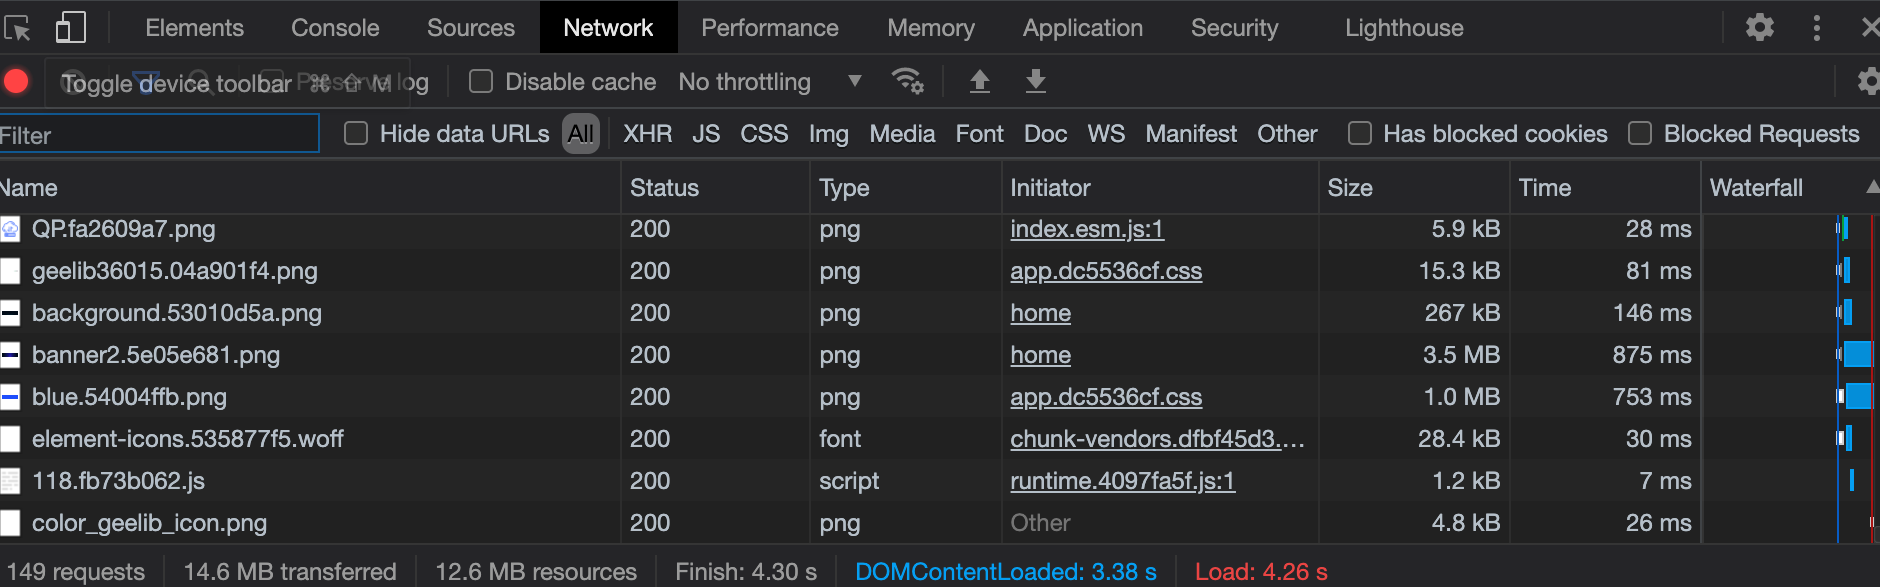 Elements Console Sources Network Performance Memory Application Security Lighthouse
Toggle device toolbar ⌘ ⇧ M Preserve log Disable cache No throttling
Filter Hide data URLs All XHR JS CSS Img Media Font Doc WS Manifest Other Has blocked cookies Blocked Requests
Name Status Type Initiator Size Time Waterfall
QP.fa2609a7.png 200 png index.esm.js:1 5.9 kB 28 ms
geelib36015.04a901f4.png 200 png app.dc5536cf.css 15.3 kB 81 ms
background.53010d5a.png 200 png home 267 kB 146 ms
banner2.5e05e681.png 200 png home 3.5 MB 875 ms
blue.54004ffb.png 200 png app.dc5536cf.css 1.0 MB 753 ms
element-icons.535877f5.woff 200 font chunk-vendors.dfbf45d3.... 28.4 kB 30 ms
118.fb73b062.js 200 script runtime.4097fa5f.js:1 1.2 kB 7 ms
color_geelib_icon.png 200 png Other 4.8 kB 26 ms
149 requests 14.6 MB transferred 12.6 MB resources Finish: 4.30 s DOMContentLoaded: 3.38 s Load: 4.26 s